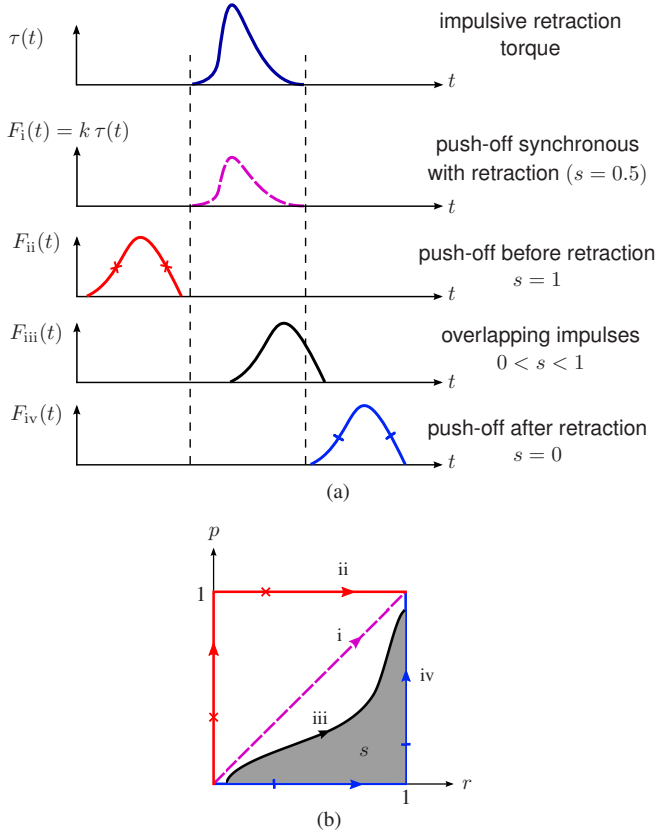 τ(t)
impulsive retraction
torque
t
F_i(t) = k τ(t)
push-off synchronous
with retraction (s = 0.5)
t
F_ii(t)
push-off before retraction
s = 1
t
F_iii(t)
overlapping impulses
0 < s < 1
t
F_iv(t)
push-off after retraction
s = 0
t
(a)
p
1
ii
i
iv
iii
s
1
r
(b)